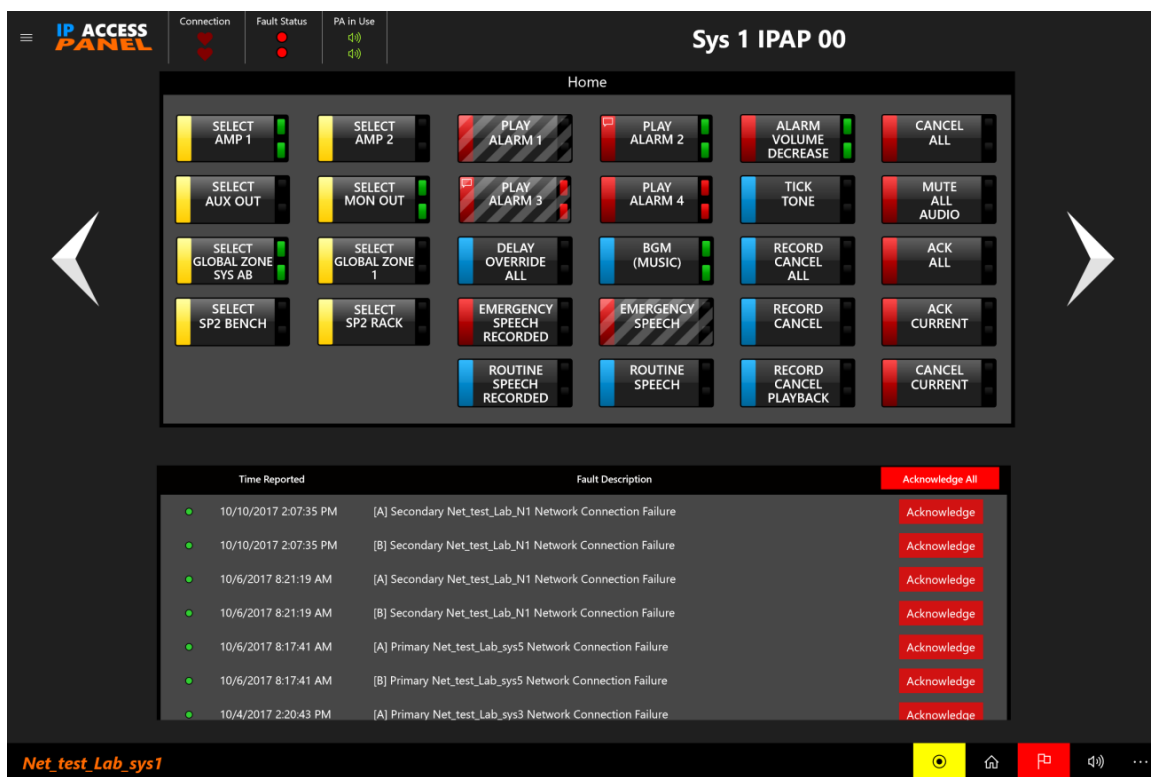 IP ACCESS
PANEL
Connection
Fault Status
PA in Use
Sys 1 IPAP 00
Home
SELECT
AMP 1
SELECT
AMP 2
PLAY
ALARM 1
PLAY
ALARM 2
ALARM
VOLUME
DECREASE
CANCEL
ALL
SELECT
AUX OUT
SELECT
MON OUT
PLAY
ALARM 3
PLAY
ALARM 4
TICK
TONE
MUTE
ALL
AUDIO
SELECT
GLOBAL ZONE
SYS AB
SELECT
GLOBAL ZONE
1
DELAY
OVERRIDE
ALL
BGM
(MUSIC)
RECORD
CANCEL
ALL
ACK
ALL
SELECT
SP2 BENCH
SELECT
SP2 RACK
EMERGENCY
SPEECH
RECORDED
EMERGENCY
SPEECH
RECORD
CANCEL
ACK
CURRENT
ROUTINE
SPEECH
RECORDED
ROUTINE
SPEECH
RECORD
CANCEL
PLAYBACK
CANCEL
CURRENT
Time Reported Fault Description Acknowledge All
10/10/2017 2:07:35 PM [A] Secondary Net_test_Lab_N1 Network Connection Failure Acknowledge
10/10/2017 2:07:35 PM [B] Secondary Net_test_Lab_N1 Network Connection Failure Acknowledge
10/6/2017 8:21:19 AM [A] Secondary Net_test_Lab_N1 Network Connection Failure Acknowledge
10/6/2017 8:21:19 AM [B] Secondary Net_test_Lab_N1 Network Connection Failure Acknowledge
10/6/2017 8:17:41 AM [A] Primary Net_test_Lab_sys5 Network Connection Failure Acknowledge
10/6/2017 8:17:41 AM [B] Primary Net_test_Lab_sys5 Network Connection Failure Acknowledge
10/4/2017 2:20:43 PM [A] Primary Net_test_Lab_sys3 Network Connection Failure Acknowledge
Net_test_Lab_sys1